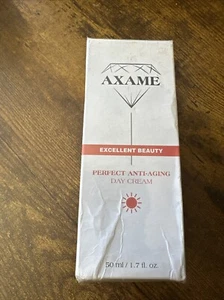 AXAME
EXCELLENT BEAUTY
PERFECT ANTI-AGING
DAY CREAM
50 ml / 1.7 fl. oz.